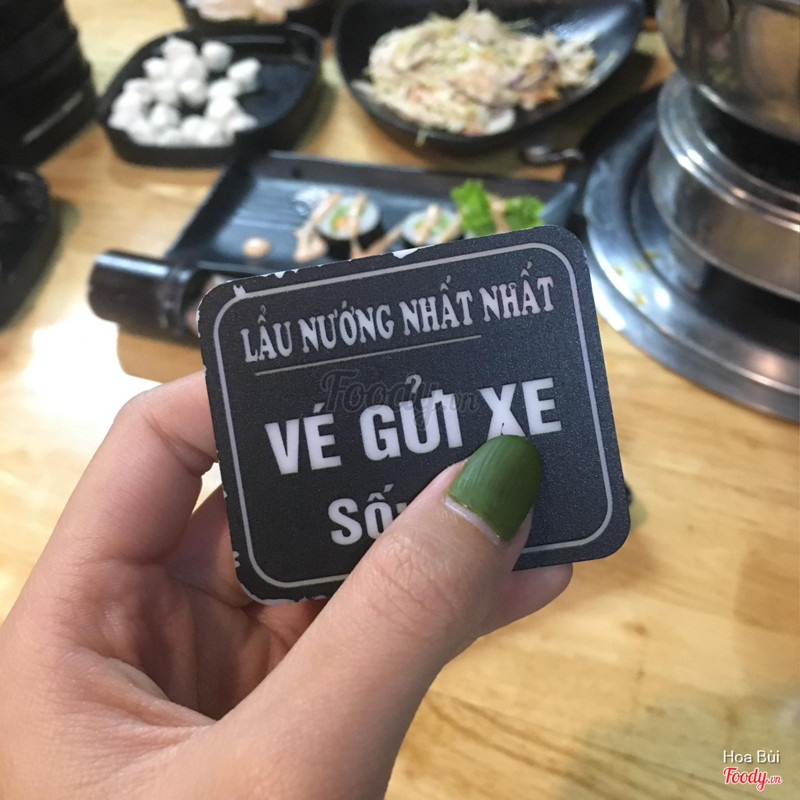 LẨU NƯỚNG NHẤT NHẤT
Foody.vn
VÉ GỬI XE
Số
Hoa Bùi
Foody.vn